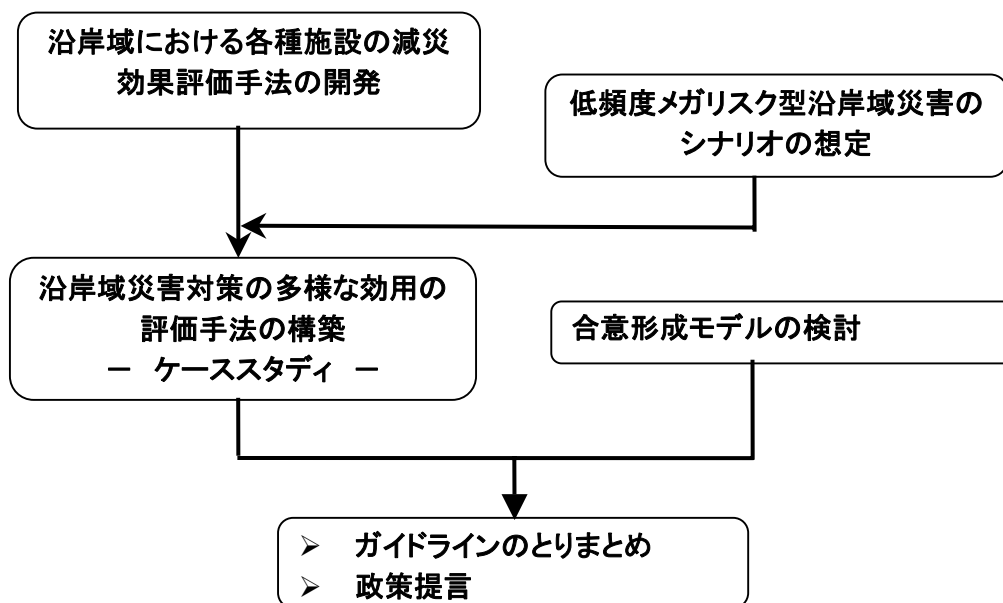 沿岸域における各種施設の減災
効果評価手法の開発
低頻度メガリスク型沿岸域災害の
シナリオの想定
沿岸域災害対策の多様な効用の
評価手法の構築
－ ケーススタディ －
合意形成モデルの検討
➢ ガイドラインのとりまとめ
➢ 政策提言